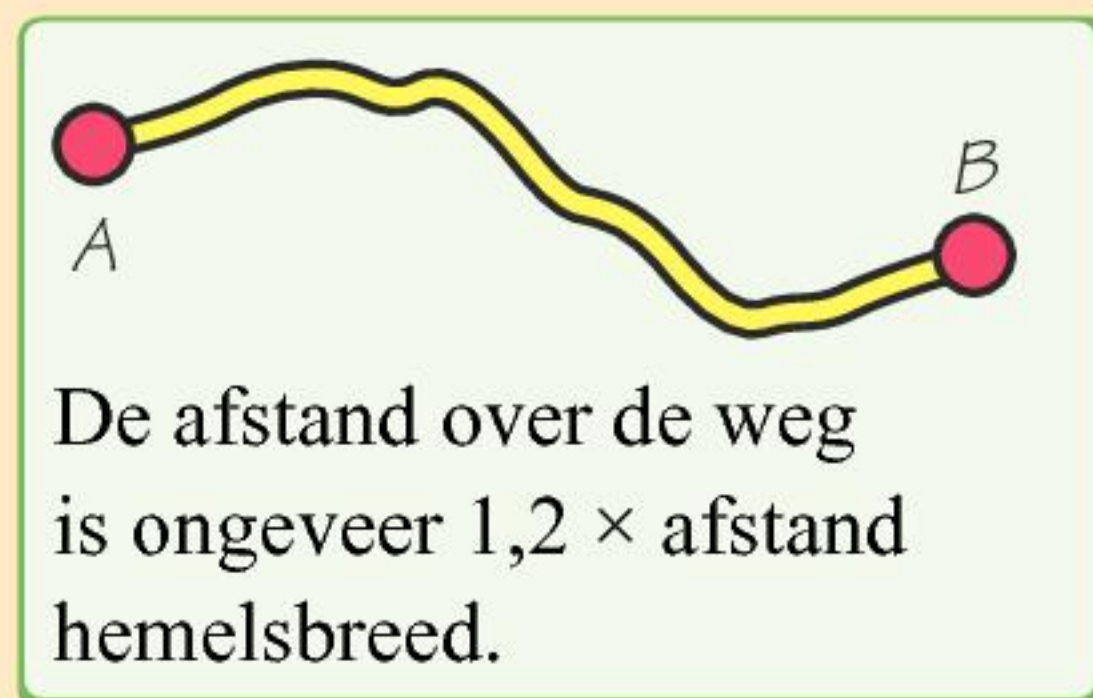 A
B
De afstand over de weg
is ongeveer 1,2 × afstand
hemelsbreed.